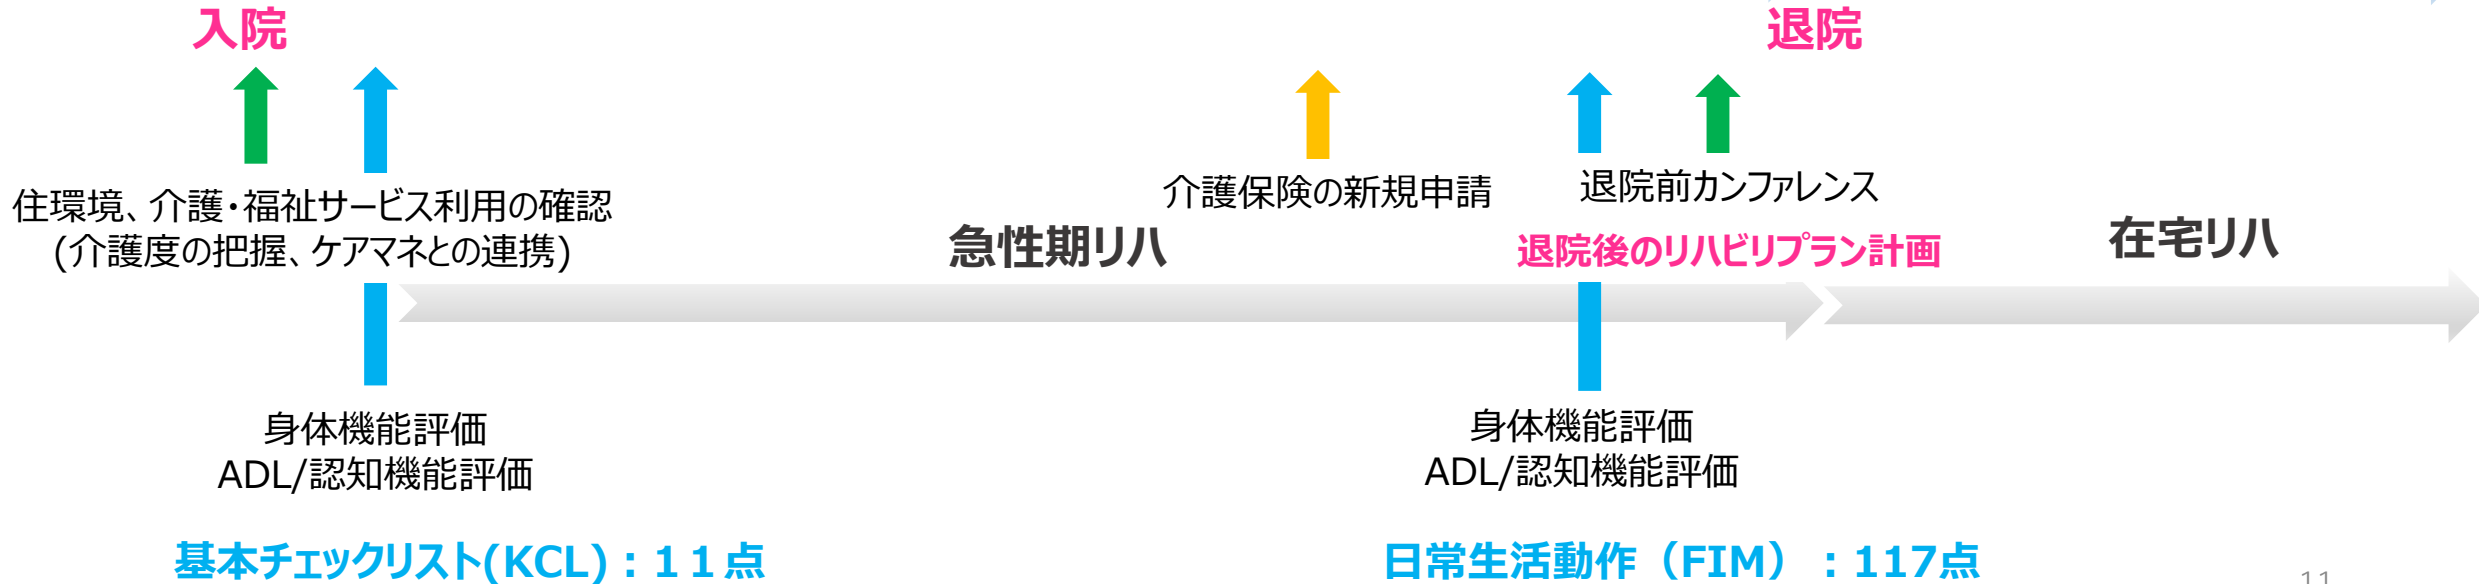 入院
退院
住環境、介護・福祉サービス利用の確認
(介護度の把握、ケアマネとの連携)
介護保険の新規申請
退院前カンファレンス
急性期リハ
退院後のリハビリプラン計画
在宅リハ
身体機能評価
ADL/認知機能評価
身体機能評価
ADL/認知機能評価
基本チェックリスト(KCL)：１１点
日常生活動作（FIM）：117点
11